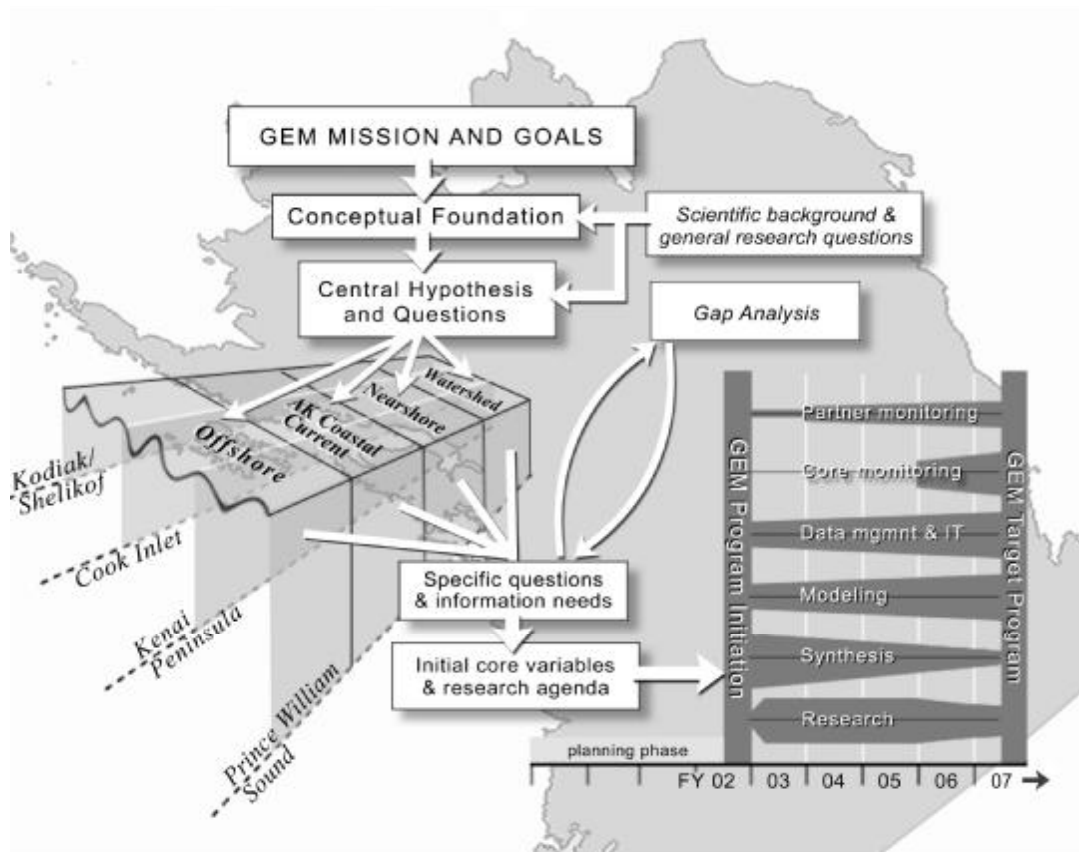 GEM MISSION AND GOALS
Conceptual Foundation
Scientific background &
general research questions
Central Hypothesis
and Questions
Gap Analysis
Watershed
Nearshore
AK Coastal
Current
Offshore
Kodiak/
Shelikof
Cook Inlet
Kenai
Peninsula
Prince William
Sound
Specific questions
& information needs
Initial core variables
& research agenda
GEM Program Initiation
Partner monitoring
Core monitoring
Data mgmnt & IT
Modeling
Synthesis
Research
GEM Target Program
planning phase
FY 02 03 04 05 06 07